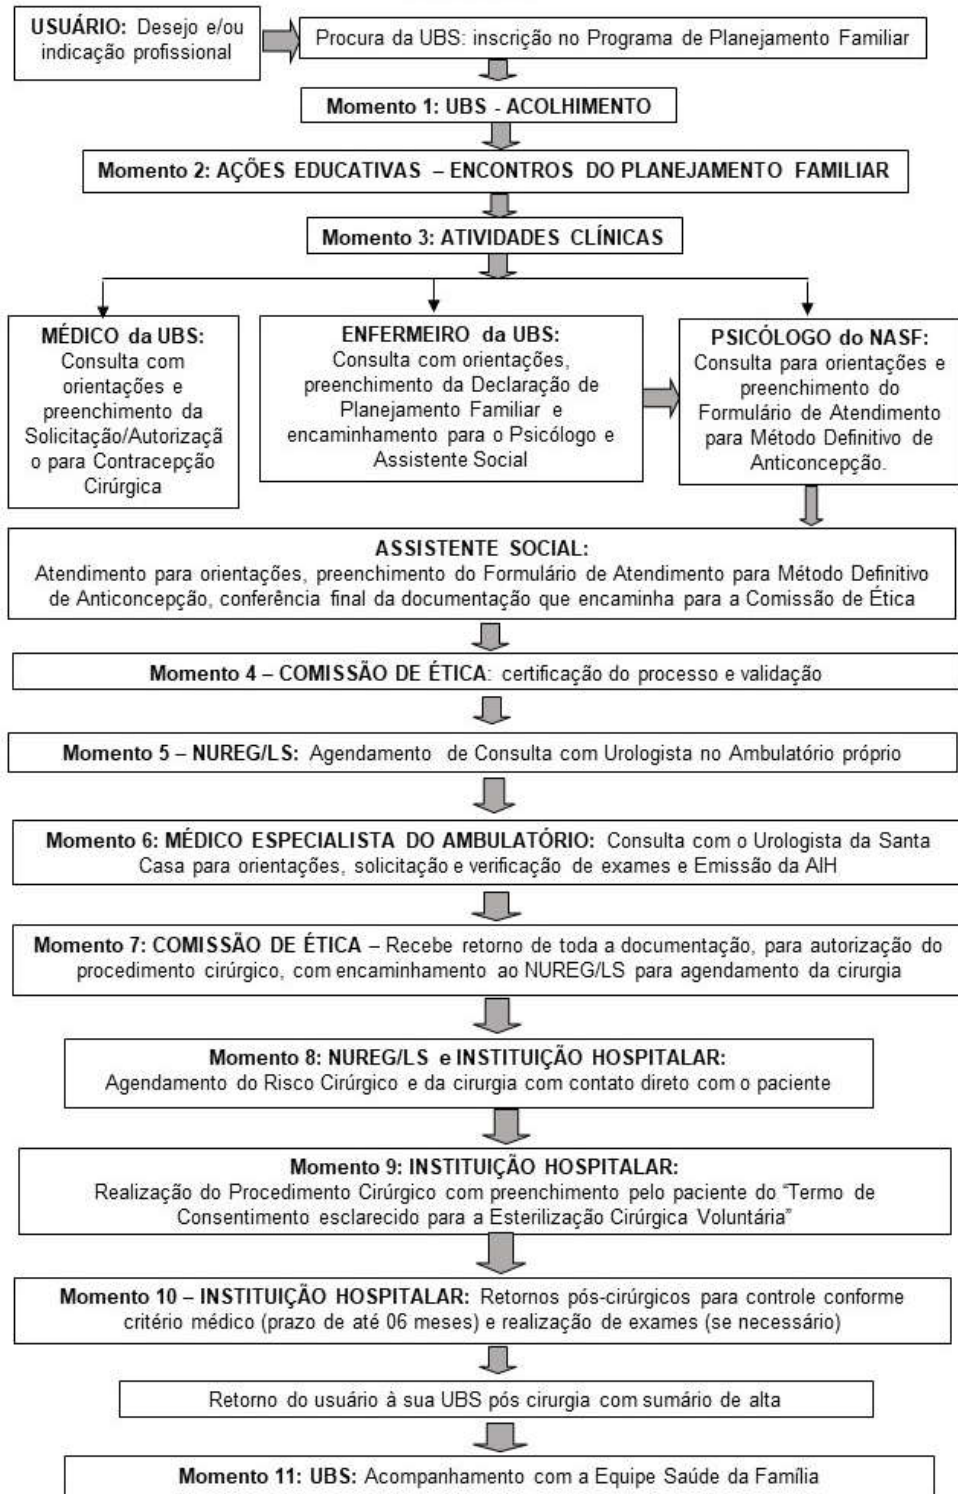 USUÁRIO: Desejo e/ou
indicação profissional
Procura da UBS: inscrição no Programa de Planejamento Familiar
Momento 1: UBS - ACOLHIMENTO
Momento 2: AÇÕES EDUCATIVAS – ENCONTROS DO PLANEJAMENTO FAMILIAR
Momento 3: ATIVIDADES CLÍNICAS
MÉDICO da UBS:
Consulta com
orientações e
preenchimento da
Solicitação/Autorizaçã
o para Contracepção
Cirúrgica
ENFERMEIRO da UBS:
Consulta com orientações,
preenchimento da Declaração de
Planejamento Familiar e
encaminhamento para o Psicólogo e
Assistente Social
PSICÓLOGO do NASF:
Consulta para orientações e
preenchimento do
Formulário de Atendimento
para Método Definitivo de
Anticoncepção.
ASSISTENTE SOCIAL:
Atendimento para orientações, preenchimento do Formulário de Atendimento para Método Definitivo
de Anticoncepção, conferência final da documentação que encaminha para a Comissão de Ética
Momento 4 – COMISSÃO DE ÉTICA: certificação do processo e validação
Momento 5 – NUREG/LS: Agendamento de Consulta com Urologista no Ambulatório próprio
Momento 6: MÉDICO ESPECIALISTA DO AMBULATÓRIO: Consulta com o Urologista da Santa
Casa para orientações, solicitação e verificação de exames e Emissão da AIH
Momento 7: COMISSÃO DE ÉTICA – Recebe retorno de toda a documentação, para autorização do
procedimento cirúrgico, com encaminhamento ao NUREG/LS para agendamento da cirurgia
Momento 8: NUREG/LS e INSTITUIÇÃO HOSPITALAR:
Agendamento do Risco Cirúrgico e da cirurgia com contato direto com o paciente
Momento 9: INSTITUIÇÃO HOSPITALAR:
Realização do Procedimento Cirúrgico com preenchimento pelo paciente do “Termo de
Consentimento esclarecido para a Esterilização Cirúrgica Voluntária”
Momento 10 – INSTITUIÇÃO HOSPITALAR: Retornos pós-cirúrgicos para controle conforme
critério médico (prazo de até 06 meses) e realização de exames (se necessário)
Retorno do usuário à sua UBS pós cirurgia com sumário de alta
Momento 11: UBS: Acompanhamento com a Equipe Saúde da Família